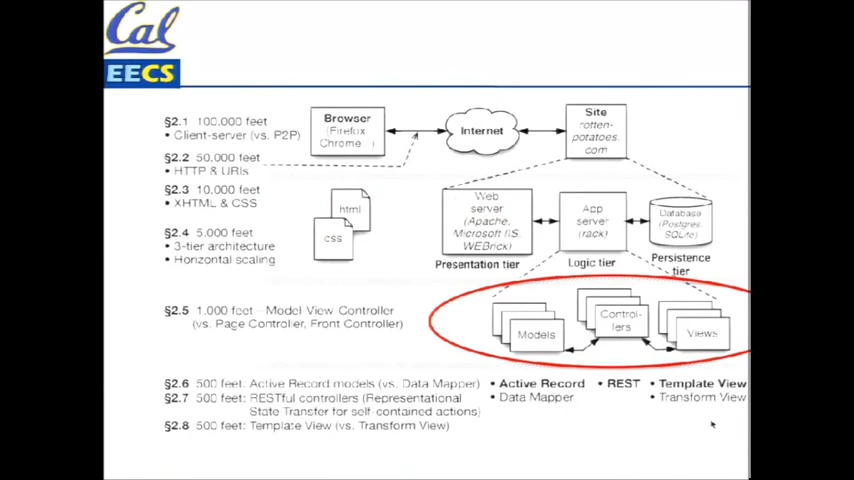 Cal
EECS
§2.1 100,000 feet
• Client-server (vs. P2P)
§2.2 50,000 feet
• HTTP & URIs
§2.3 10,000 feet
• XHTML & CSS
§2.4 5,000 feet
• 3-tier architecture
• Horizontal scaling
Browser
(Firefox
Chrome...)
Internet
Site
rotten-
potatoes.
com
html
css
Web
server
(Apache,
Microsoft IIS,
WEBrick)
Presentation tier
App
server
(rack)
Logic tier
Database
(Postgres,
SQLite)
Persistence
tier
§2.5 1,000 feet—Model View Controller
(vs. Page Controller, Front Controller)
Models
Control-
lers
Views
§2.6 500 feet: Active Record models (vs. Data Mapper)
§2.7 500 feet: RESTful controllers (Representational
State Transfer for self-contained actions)
§2.8 500 feet: Template View (vs. Transform View)
• Active Record
• Data Mapper
• REST
• Template View
• Transform View